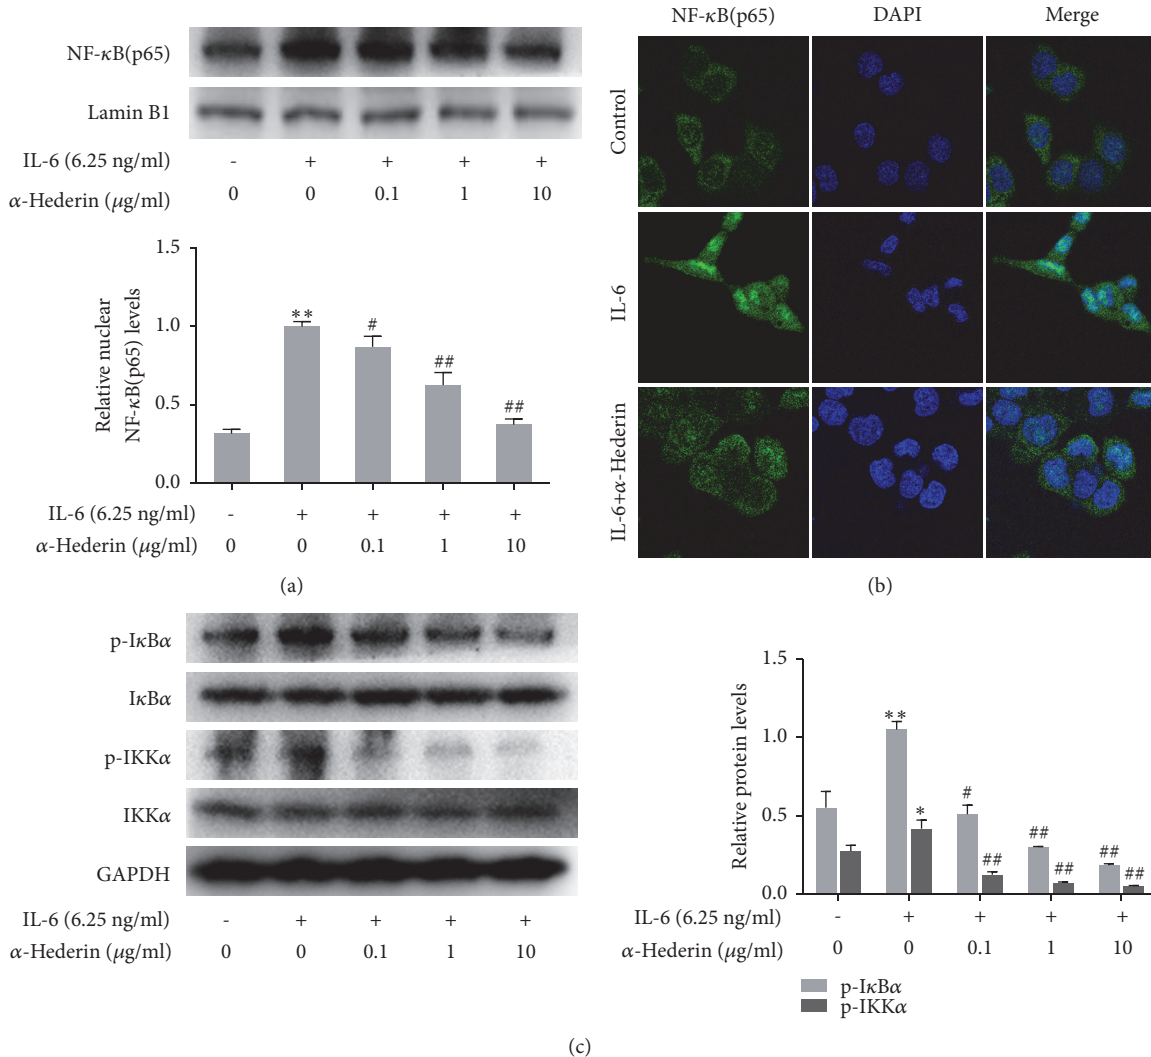 NF-κB(p65)
Lamin B1
IL-6 (6.25 ng/ml) - + + + +
α-Hederin (μg/ml) 0 0 0.1 1 10
Relative nuclear
NF-κB(p65) levels
1.5
1.0
0.5
0.0
** # ## ##
IL-6 (6.25 ng/ml) - + + + +
α-Hederin (μg/ml) 0 0 0.1 1 10
(a)
NF-κB(p65) DAPI Merge
Control
IL-6
IL-6+α-Hederin
(b)
p-IκBα
IκBα
p-IKKα
IKKα
GAPDH
IL-6 (6.25 ng/ml) - + + + +
α-Hederin (μg/ml) 0 0 0.1 1 10
Relative protein levels
1.5
1.0
0.5
0.0
** * # ## ## ## ## ##
IL-6 (6.25 ng/ml) - + + + +
α-Hederin (μg/ml) 0 0 0.1 1 10
p-IκBα
p-IKKα
(c)